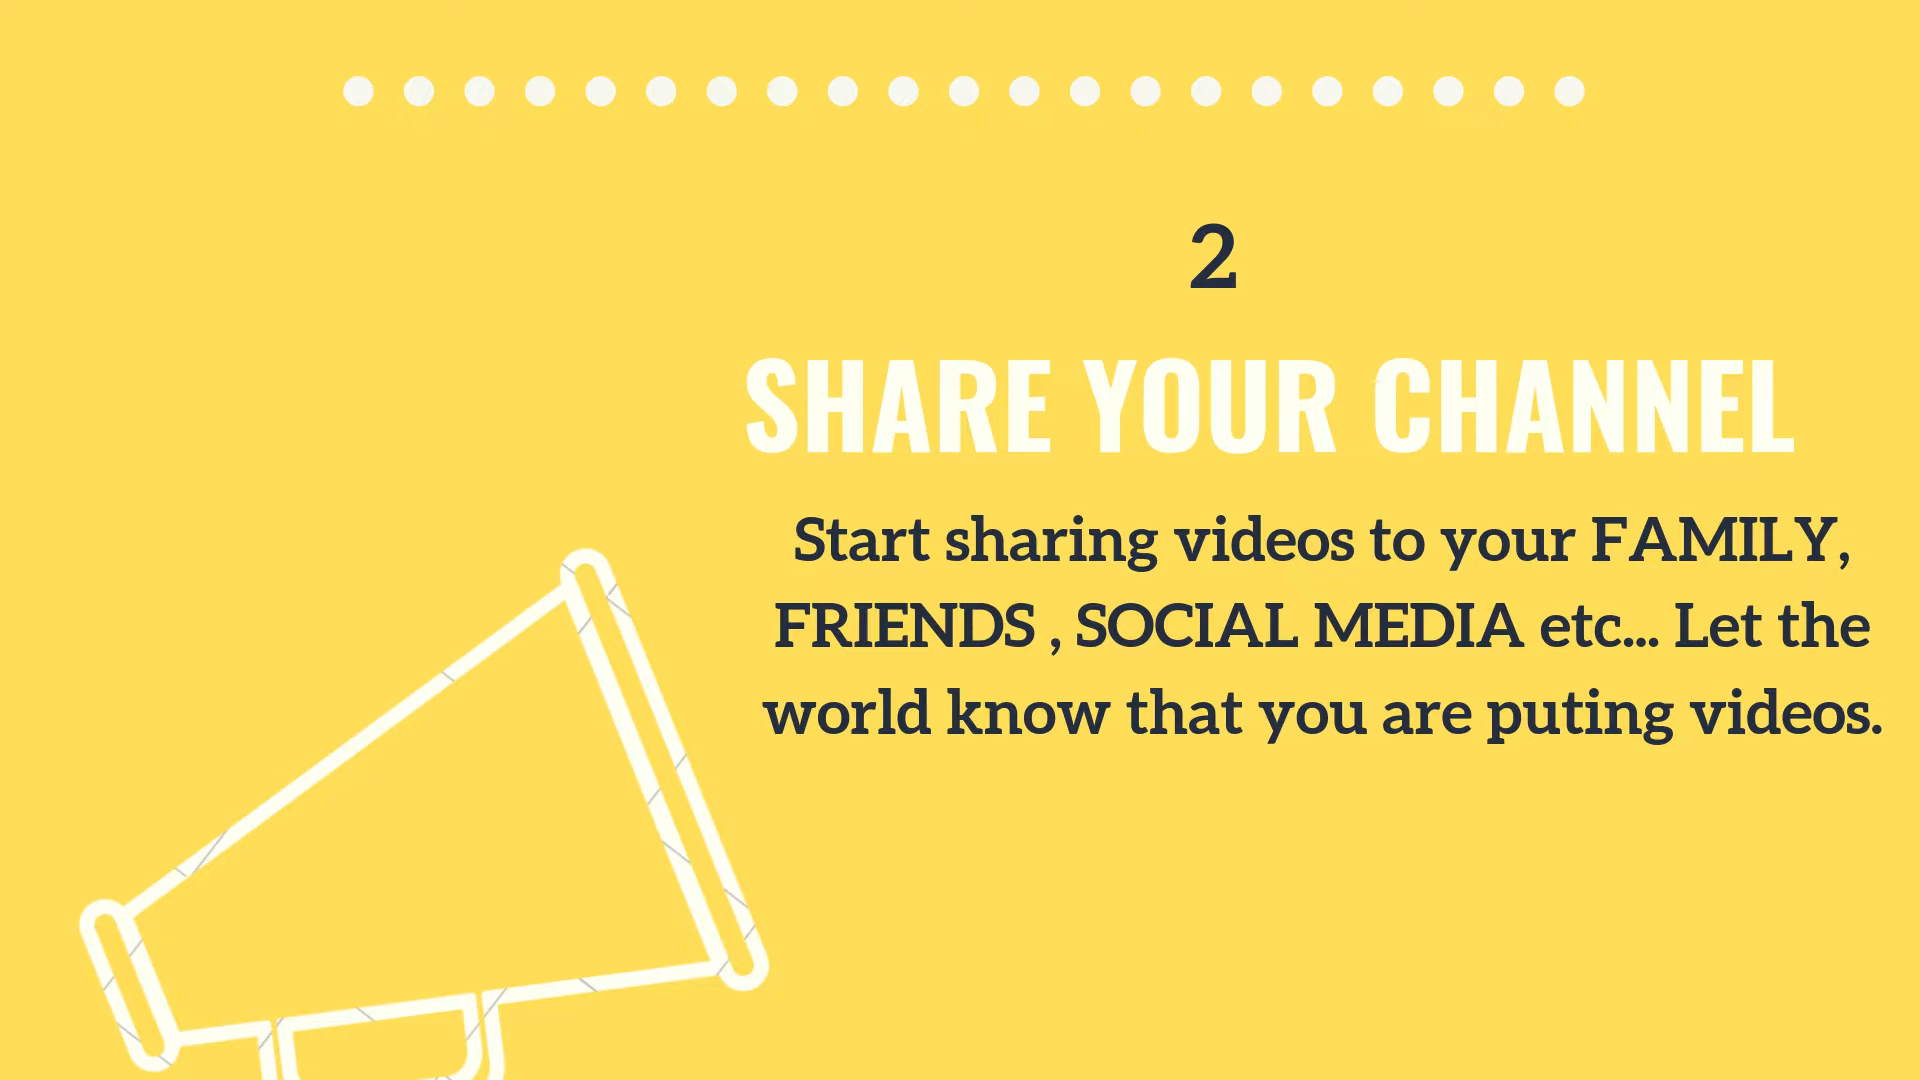 2
SHARE YOUR CHANNEL
Start sharing videos to your FAMILY,
FRIENDS , SOCIAL MEDIA etc... Let the
world know that you are puting videos.